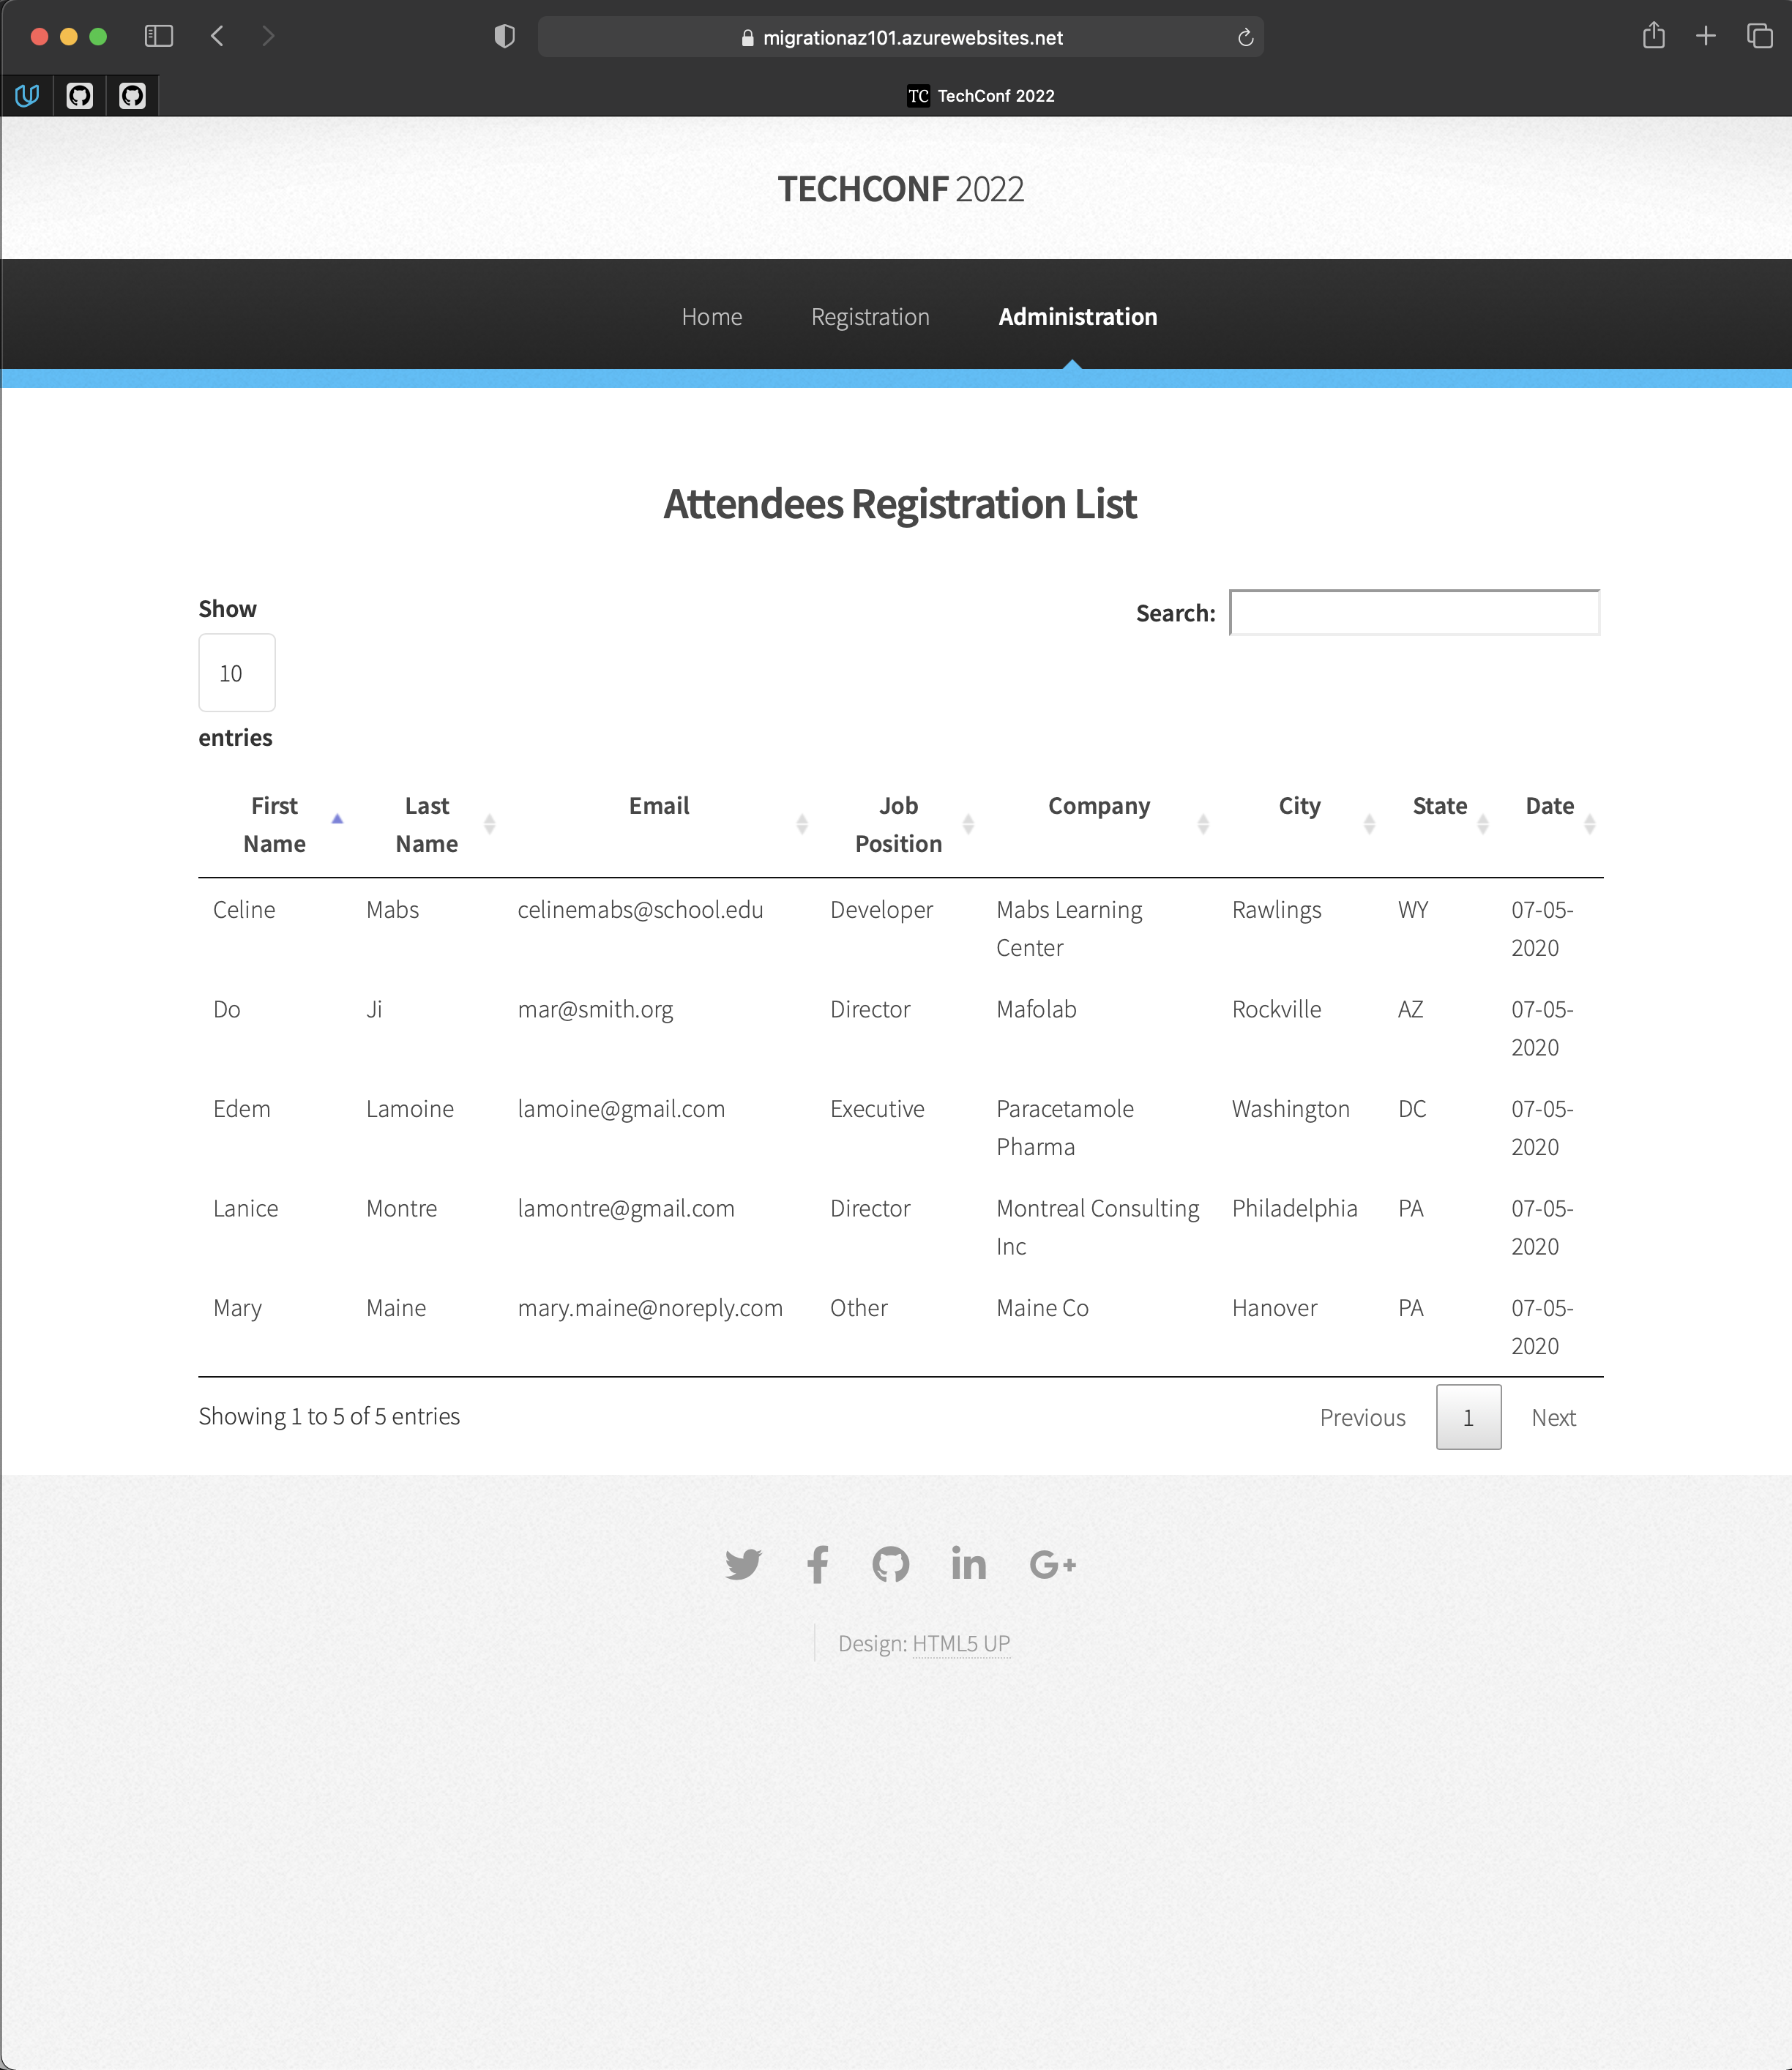 migrationaz101.azurewebsites.net
TC TechConf 2022
TECHCONF 2022
Home Registration Administration
Attendees Registration List
Show
10
entries
Search:
First Name Last Name Email Job Position Company City State Date
Celine Mabs celinemabs@school.edu Developer Mabs Learning Center Rawlings WY 07-05-2020
Do Ji mar@smith.org Director Mafolab Rockville AZ 07-05-2020
Edem Lamoine lamoine@gmail.com Executive Paracetamole Pharma Washington DC 07-05-2020
Lanice Montre lamontre@gmail.com Director Montreal Consulting Inc Philadelphia PA 07-05-2020
Mary Maine mary.maine@noreply.com Other Maine Co Hanover PA 07-05-2020
Showing 1 to 5 of 5 entries
Previous 1 Next
Design: HTML5 UP